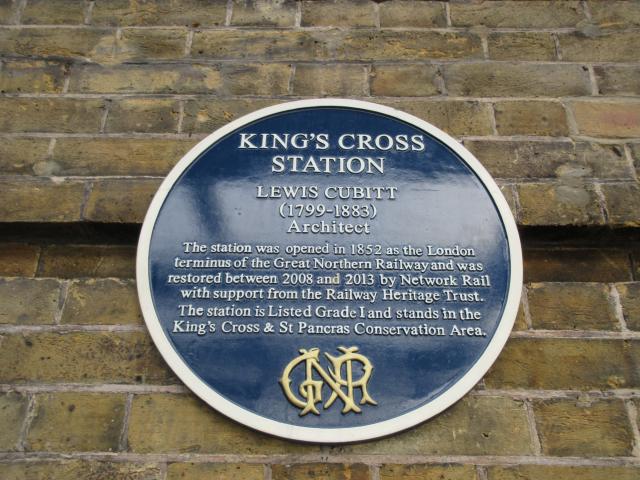 KING'S CROSS
STATION
LEWIS CUBITT
(1799-1883)
Architect
The station was opened in 1852 as the London
terminus of the Great Northern Railway and was
restored between 2008 and 2013 by Network Rail
with support from the Railway Heritage Trust.
The station is Listed Grade I and stands in the
King's Cross & St Pancras Conservation Area.
GNR